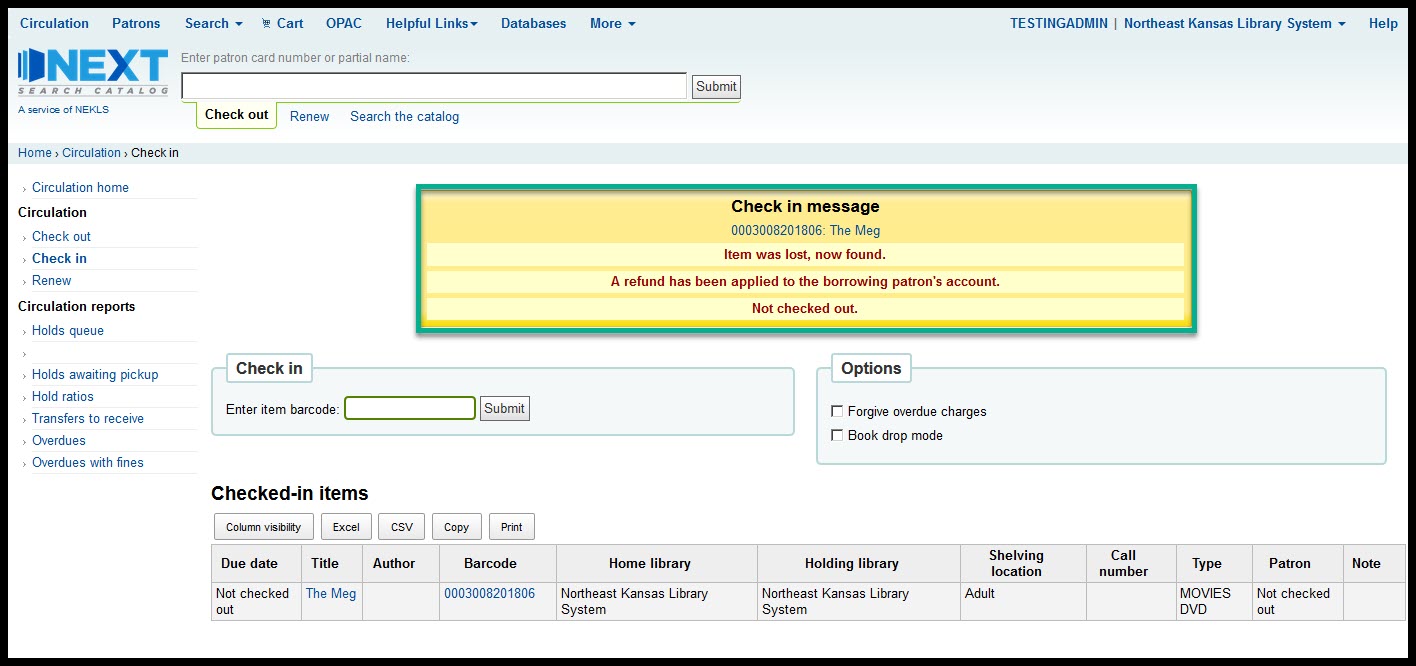 Circulation Patrons Search Cart OPAC Helpful Links Databases More TESTINGADMIN | Northeast Kansas Library System Help
NEXT
SEARCH CATALOG
A service of NEKLS
Enter patron card number or partial name:
Submit
Check out Renew Search the catalog
Home › Circulation › Check in
› Circulation home
Circulation
› Check out
› Check in
› Renew
Circulation reports
› Holds queue
›
› Holds awaiting pickup
› Hold ratios
› Transfers to receive
› Overdues
› Overdues with fines
Check in message
0003008201806: The Meg
Item was lost, now found.
A refund has been applied to the borrowing patron's account.
Not checked out.
Check in
Enter item barcode: Submit
Options
Forgive overdue charges
Book drop mode
Checked-in items
Column visibility Excel CSV Copy Print
Due date Title Author Barcode Home library Holding library Shelving location Call number Type Patron Note
Not checked out The Meg 0003008201806 Northeast Kansas Library System Northeast Kansas Library System Adult MOVIES DVD Not checked out